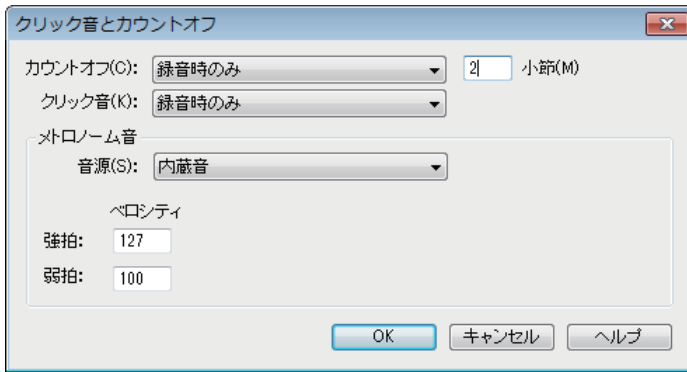 クリック音とカウントオフ
カウントオフ(C): 録音時のみ 2 小節(M)
クリック音(K): 録音時のみ
メトロノーム音
音源(S): 内蔵音
ベロシティ
強拍: 127
弱拍: 100
OK キャンセル ヘルプ